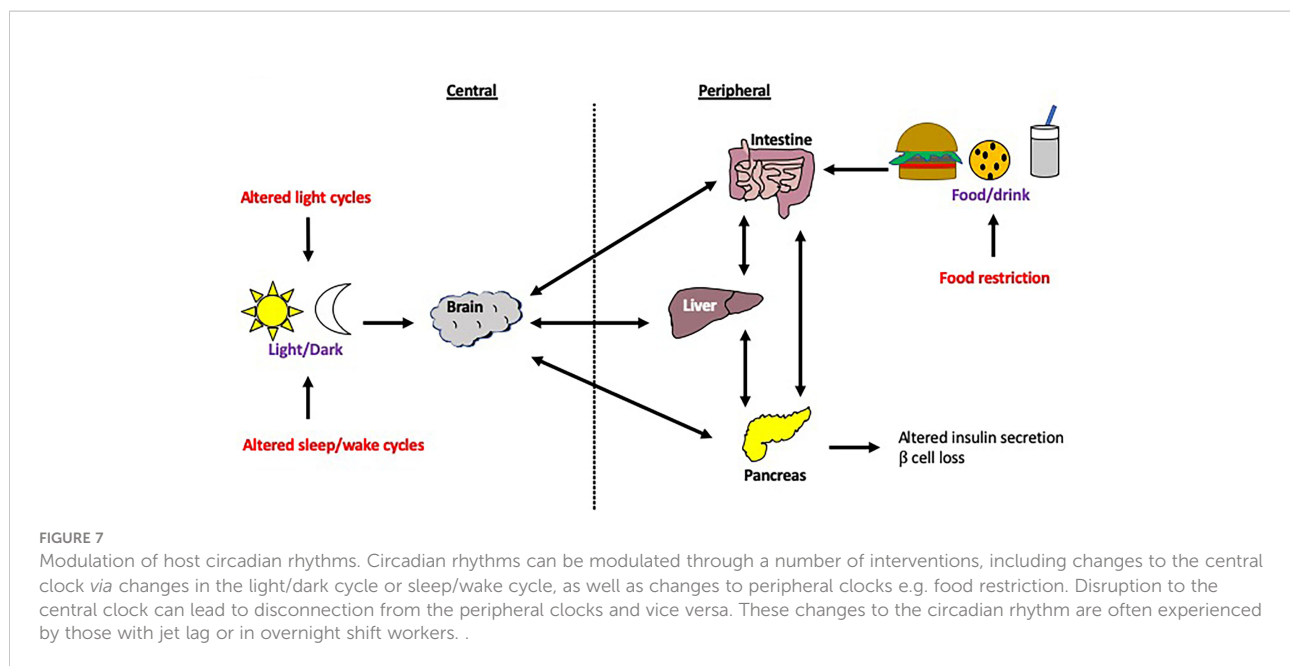 Central
Peripheral
Intestine
Altered light cycles
Food/drink
Food restriction
Brain
Liver
Light/Dark
Altered sleep/wake cycles
Pancreas
Altered insulin secretion
β cell loss
FIGURE 7
Modulation of host circadian rhythms. Circadian rhythms can be modulated through a number of interventions, including changes to the central
clock via changes in the light/dark cycle or sleep/wake cycle, as well as changes to peripheral clocks e.g. food restriction. Disruption to the
central clock can lead to disconnection from the peripheral clocks and vice versa. These changes to the circadian rhythm are often experienced
by those with jet lag or in overnight shift workers. .